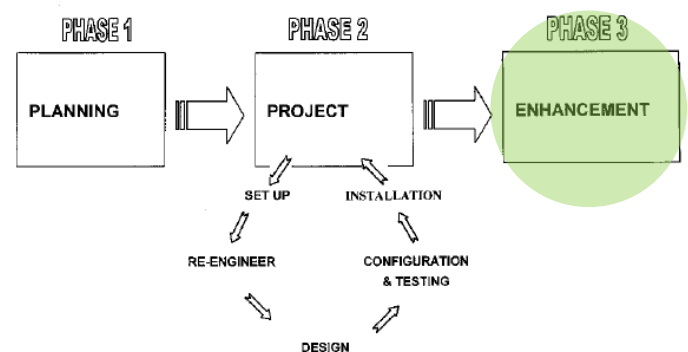 PHASE 1 PHASE 2 PHASE 3
PLANNING PROJECT ENHANCEMENT
SET UP INSTALLATION
RE-ENGINEER CONFIGURATION
& TESTING
DESIGN